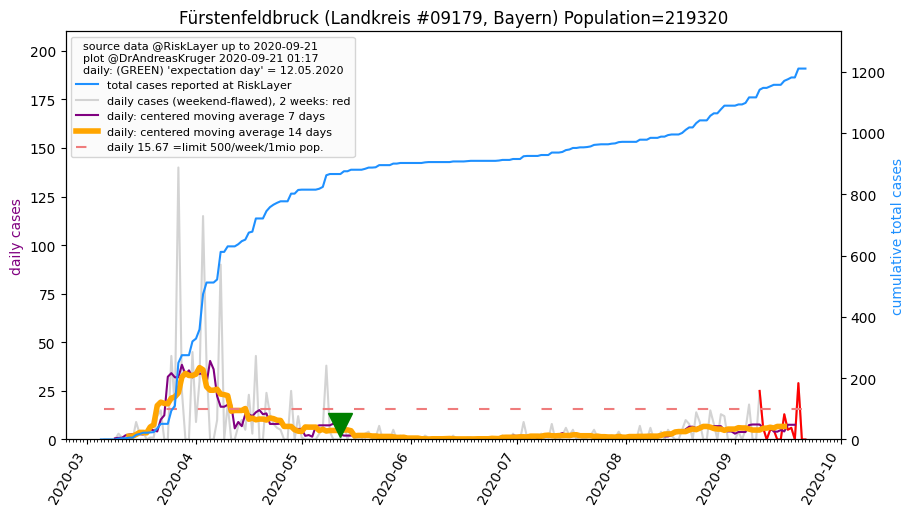 Fürstenfeldbruck (Landkreis #09179, Bayern) Population=219320
source data @RiskLayer up to 2020-09-21
plot @DrAndreasKruger 2020-09-21 01:17
daily: (GREEN) 'expectation day' = 12.05.2020
total cases reported at RiskLayer
daily cases (weekend-flawed), 2 weeks: red
daily: centered moving average 7 days
daily: centered moving average 14 days
daily 15.67 =limit 500/week/1mio pop.
daily cases
200
175
150
125
100
75
50
25
0
cumulative total cases
1200
1000
800
600
400
200
0
2020-03
2020-04
2020-05
2020-06
2020-07
2020-08
2020-09
2020-10